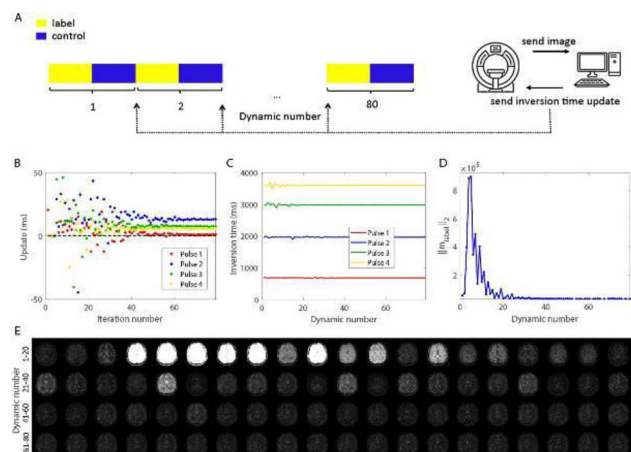 A
label
control
send image
send inversion time update
1
2
...
80
Dynamic number
B
50
0
-50
0
20
40
60
Update (ms)
Iteration number
Pulse 1
Pulse 2
Pulse 3
Pulse 4
C
4000
3000
2000
1000
0
0
20
40
60
Inversion time (ms)
Dynamic number
Pulse 1
Pulse 2
Pulse 3
Pulse 4
D
×10⁵
8
6
4
2
0
20
40
60
||m_label||₂
Dynamic number
E
Dynamic number
1-20
21-40
41-60
61-80